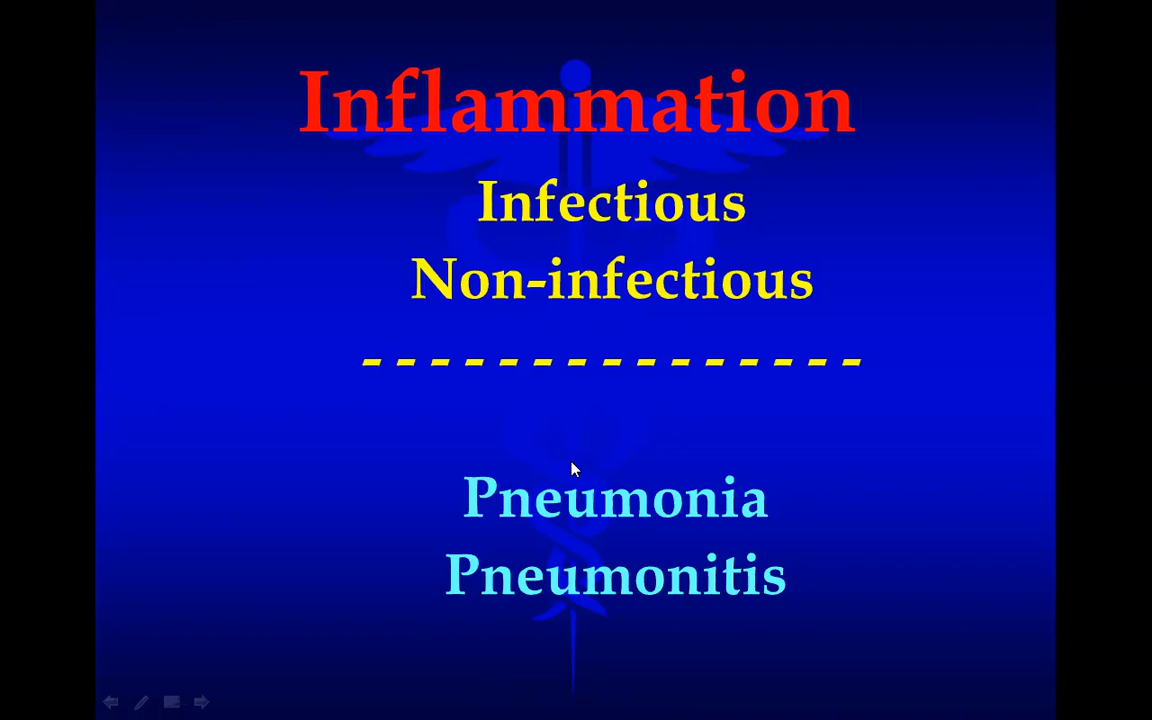 Inflammation
Infectious
Non-infectious
- - - - - - - - - - - - - - -
Pneumonia
Pneumonitis